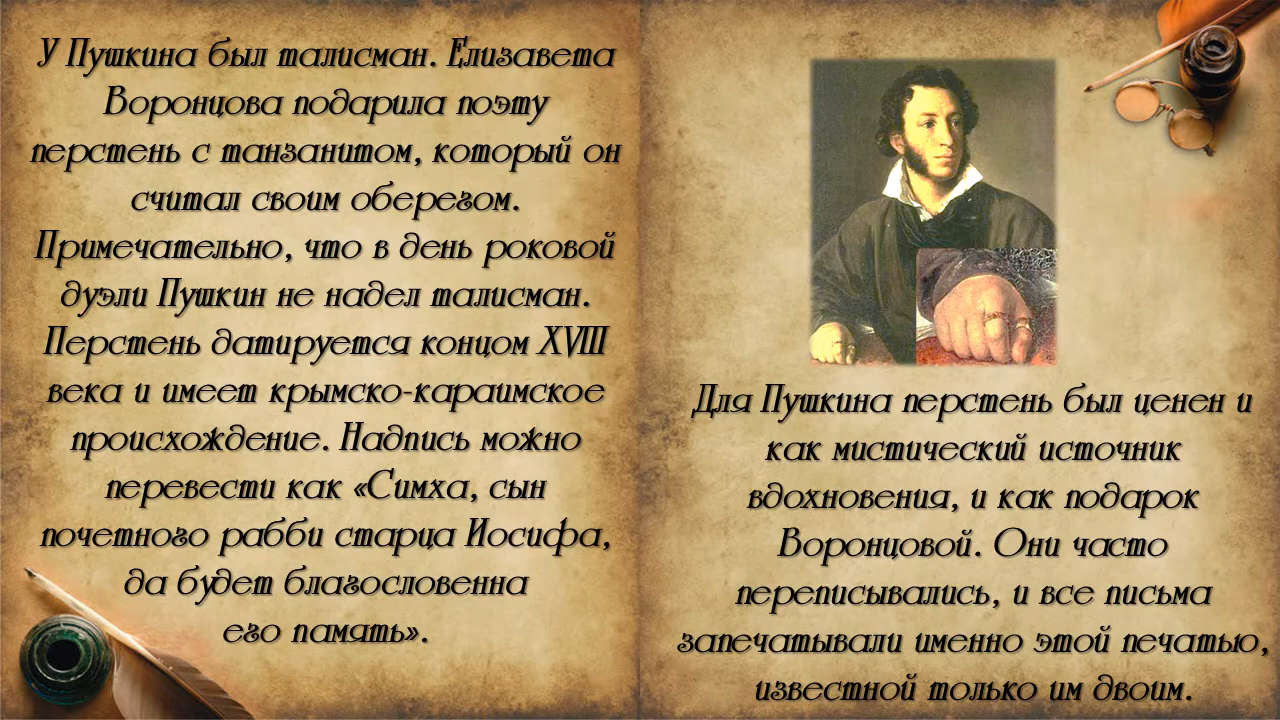 У Пушкина был талисман. Елизавета
Воронцова подарила поэту
перстень с танзанитом, который он
считал своим оберегом.
Примечательно, что в день роковой
дуэли Пушкин не надел талисман.
Перстень датируется концом XVIII
века и имеет крымско-караимское
происхождение. Надпись можно
перевести как «Симха, сын
почетного рабби старца Иосифа,
да будет благословенна
его память».
Для Пушкина перстень был ценен и
как мистический источник
вдохновения, и как подарок
Воронцовой. Они часто
переписывались, и все письма
запечатывали именно этой печатью,
известной только им двоим.